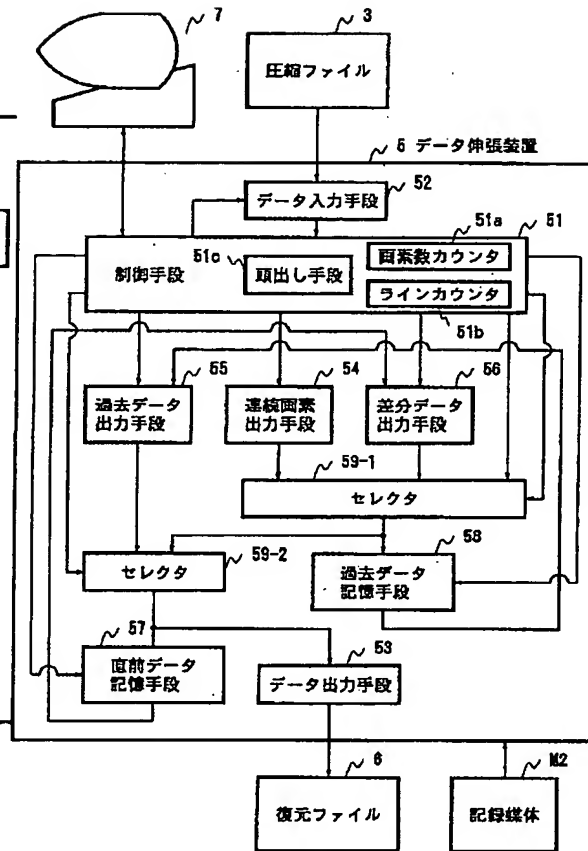 7
3
圧縮ファイル
5 データ伸張装置
52
データ入力手段
51a
51
51c
制御手段
頭出し手段
画素数カウンタ
ラインカウンタ
51b
55
54
56
過去データ
出力手段
連続画素
出力手段
差分データ
出力手段
59-1
セレクタ
59-2
セレクタ
58
過去データ
記憶手段
57
直前データ
記憶手段
53
データ出力手段
6
復元ファイル
M2
記録媒体